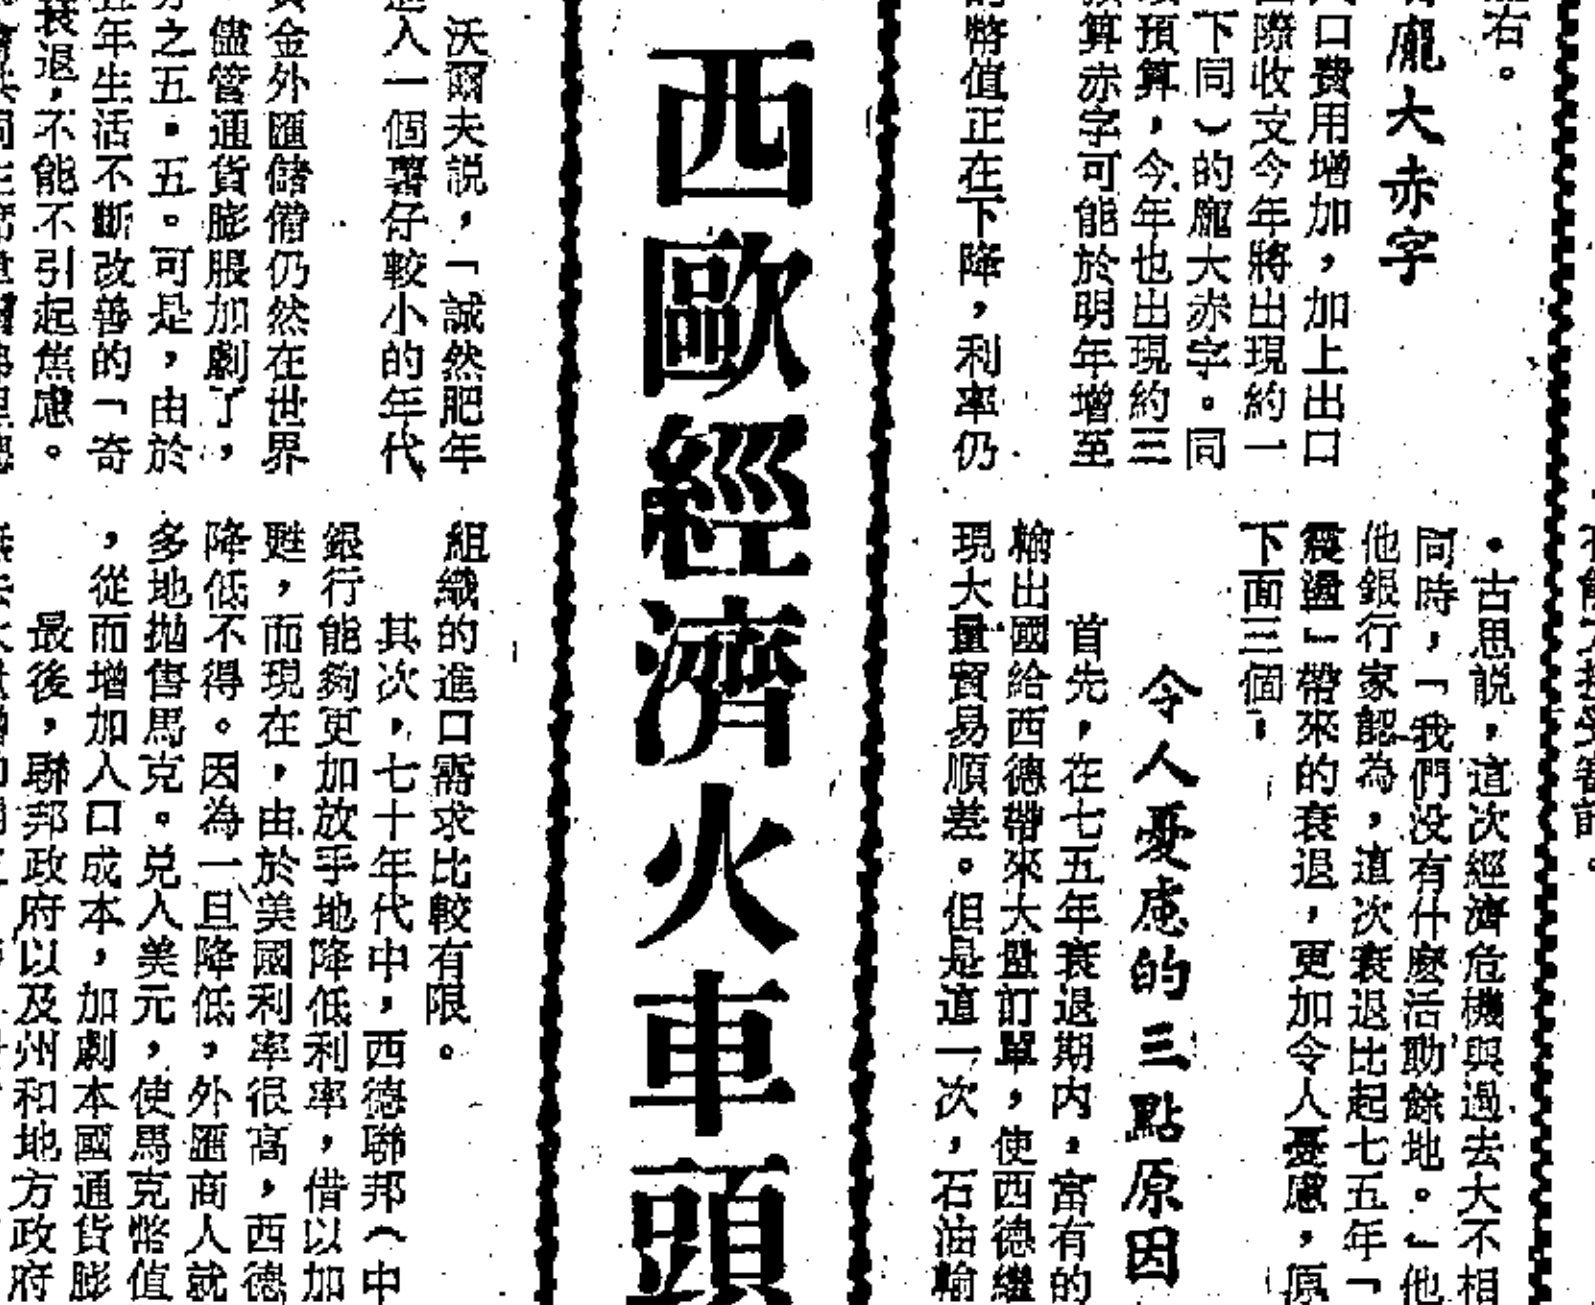 右。
龐大赤字
口費用增加，加上出口
際收支今年將出現約一
下同）的龐大赤字。同
預算，今年也出現約三
算赤字可能於明年增至
幣值正在下降，利率仍
・古思說，這次經濟危機與過去大不相
同時，「我們没有什麼活動餘地。」他
他銀行家認為，這次衰退比起七五年「
震盪」帶來的衰退，更加令人憂慮，原
下面三個，
令人憂慮的三點原因
首先，在七五年衰退期内，富有的
輸出國給西德帶來大量訂單，使西德繼
現大量貿易順差。但是這一次，石油輸
西歐經濟火車頭
沃爾夫説，「誠然肥年
入一個薯仔較小的年代
金外匯儲備仍然在世界
儘管通貨膨脹加劇了，
之五．五。可是，由於
年生活不斷改善的「奇
衰退，不能不引起焦慮。
組織的進口需求比較有限。
其次，七十年代中，西德聯邦（中
銀行能夠更加放手地降低利率，借以加
甦，而現在，由於美國利率很高，西德
降低不得。因為一旦降低，外匯商人就
多地拋售馬克。兑入美元，使馬克幣值
，從而增加入口成本，加劇本國通貨膨
最後，聯邦政府以及州和地方政府